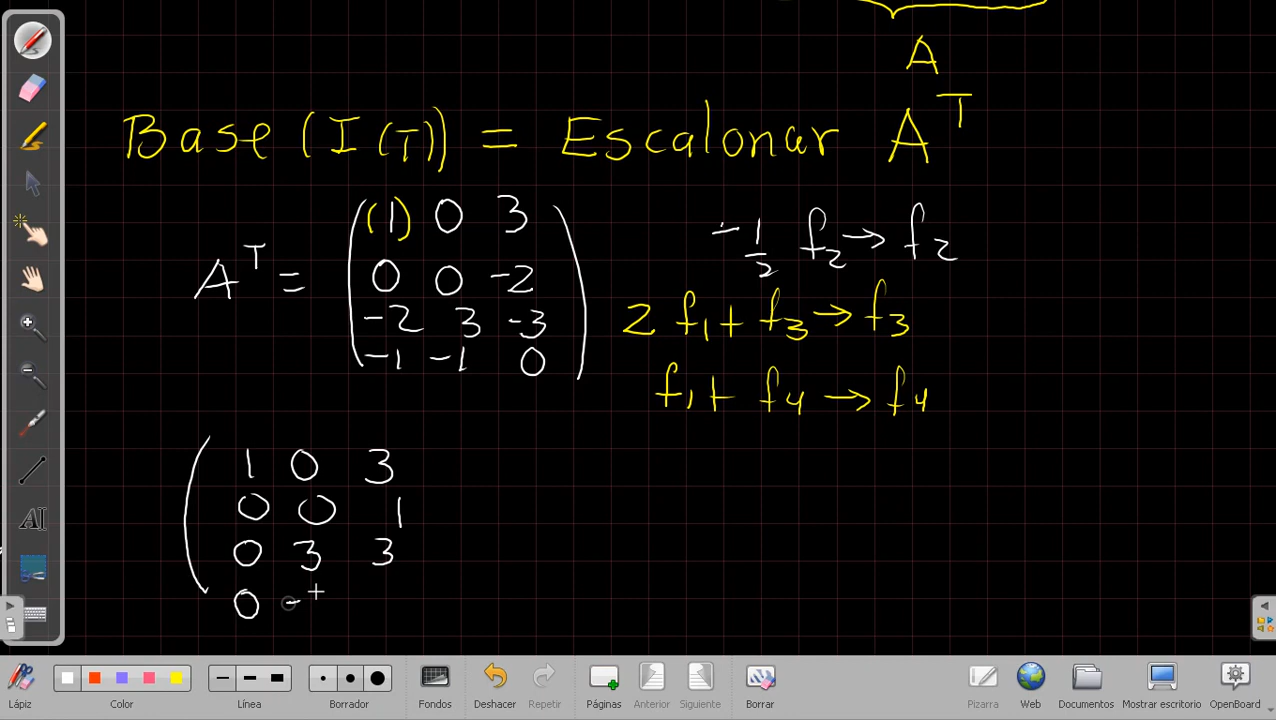 A
Base (I(T)) = Escalonar A^T
A^T = ( (1) 0 3
0 0 -2
-2 3 -3
-1 -1 0 )
-1/2 f2 → f2
2 f1 + f3 → f3
f1 + f4 → f4
( 1 0 3
0 0 1
0 3 3
0 -
Lápiz Color Línea Borrador Fondos Deshacer Repetir Páginas Anterior Siguiente Borrar Pizarra Web Documentos Mostrar escritorio OpenBoard